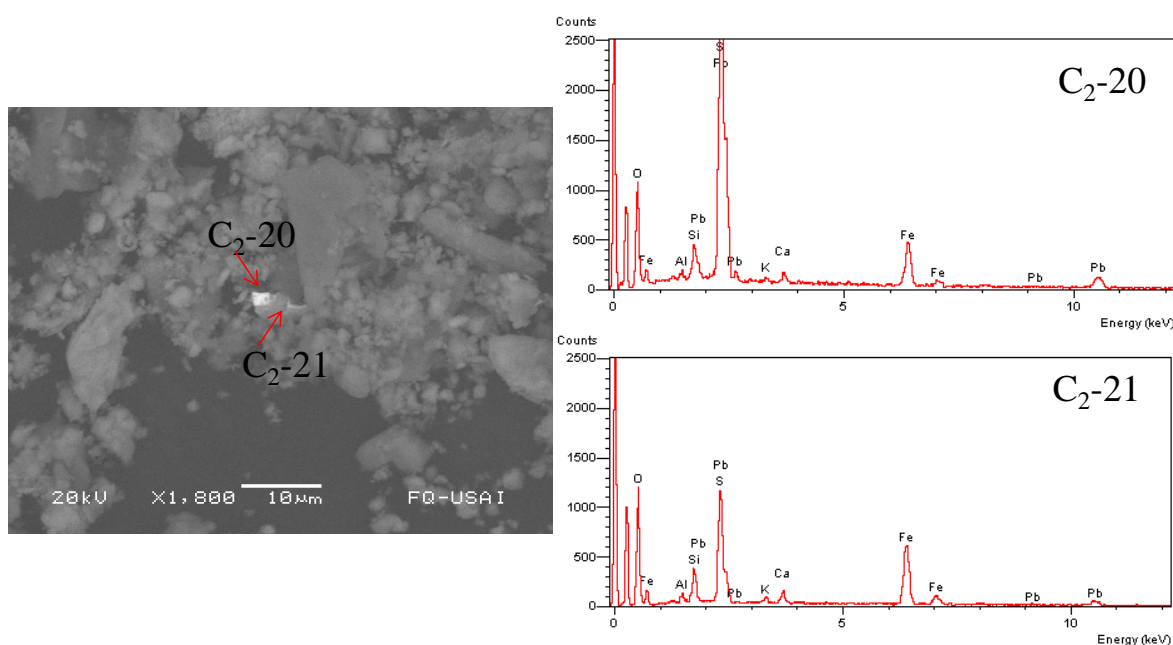 C₂-20
C₂-21
20kV X1,800 10μm FQ-USAI
Counts
2500
2000
1500
1000
500
0
C₂-20
S
O
Pb
Si
Fe
Al
Pb
K
Ca
Fe
Fe
Pb
Pb
0 5 10
Energy (keV)
Counts
2500
2000
1500
1000
500
0
C₂-21
O
Pb
S
Pb
Si
Fe
Al
Pb
K
Ca
Fe
Fe
Pb
Pb
0 5 10
Energy (keV)